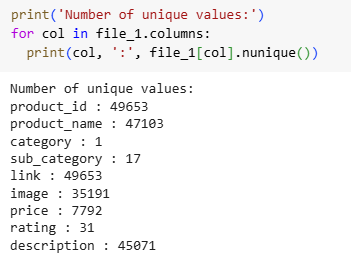 print('Number of unique values:')
for col in file_1.columns:
  print(col, ':', file_1[col].nunique())
Number of unique values:
product_id : 49653
product_name : 47103
category : 1
sub_category : 17
link : 49653
image : 35191
price : 7792
rating : 31
description : 45071